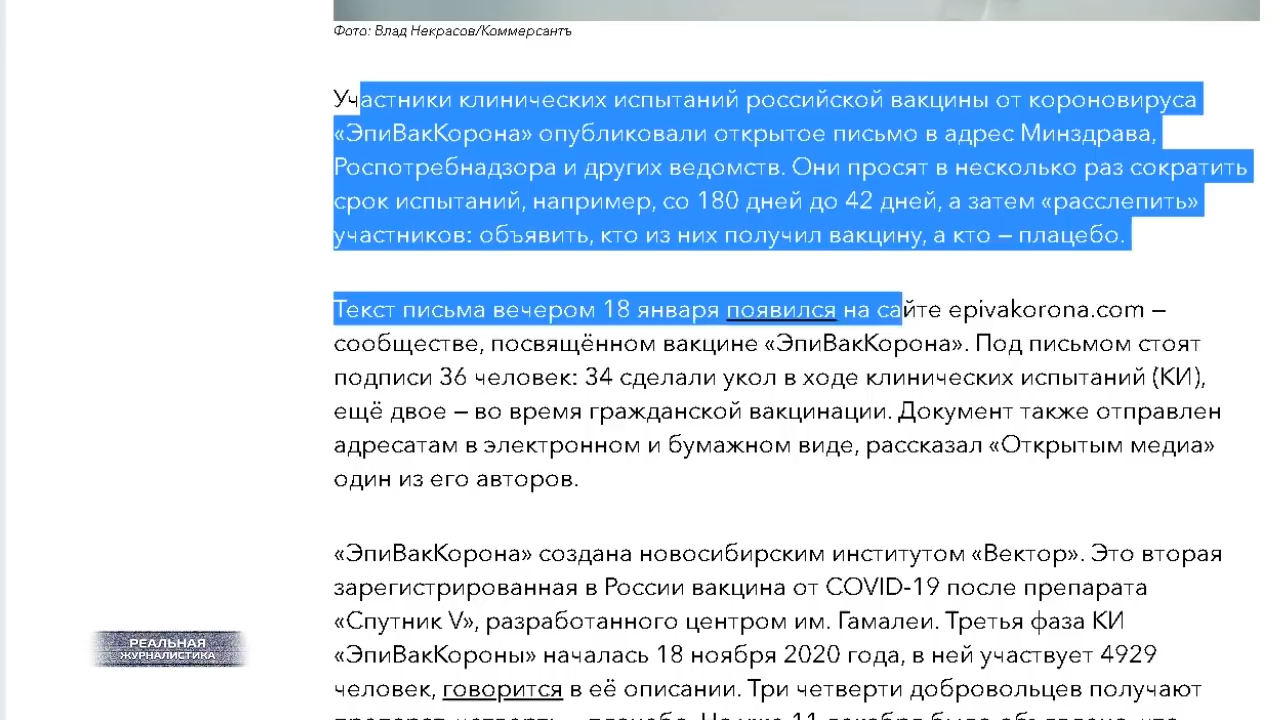 Фото: Влад Некрасов/Коммерсантъ
Участники клинических испытаний российской вакцины от короновируса
«ЭпиВакКорона» опубликовали открытое письмо в адрес Минздрава,
Роспотребнадзора и других ведомств. Они просят в несколько раз сократить
срок испытаний, например, со 180 дней до 42 дней, а затем «расслепить»
участников: объявить, кто из них получил вакцину, а кто — плацебо.
Текст письма вечером 18 января появился на сайте epivakorona.com —
сообществе, посвящённом вакцине «ЭпиВакКорона». Под письмом стоят
подписи 36 человек: 34 сделали укол в ходе клинических испытаний (КИ),
ещё двое — во время гражданской вакцинации. Документ также отправлен
адресатам в электронном и бумажном виде, рассказал «Открытым медиа»
один из его авторов.
«ЭпиВакКорона» создана новосибирским институтом «Вектор». Это вторая
зарегистрированная в России вакцина от COVID-19 после препарата
«Спутник V», разработанного центром им. Гамалеи. Третья фаза КИ
«ЭпиВакКороны» началась 18 ноября 2020 года, в ней участвует 4929
человек, говорится в её описании. Три четверти добровольцев получают
РЕАЛЬНАЯ
ЖУРНАЛИСТИКА